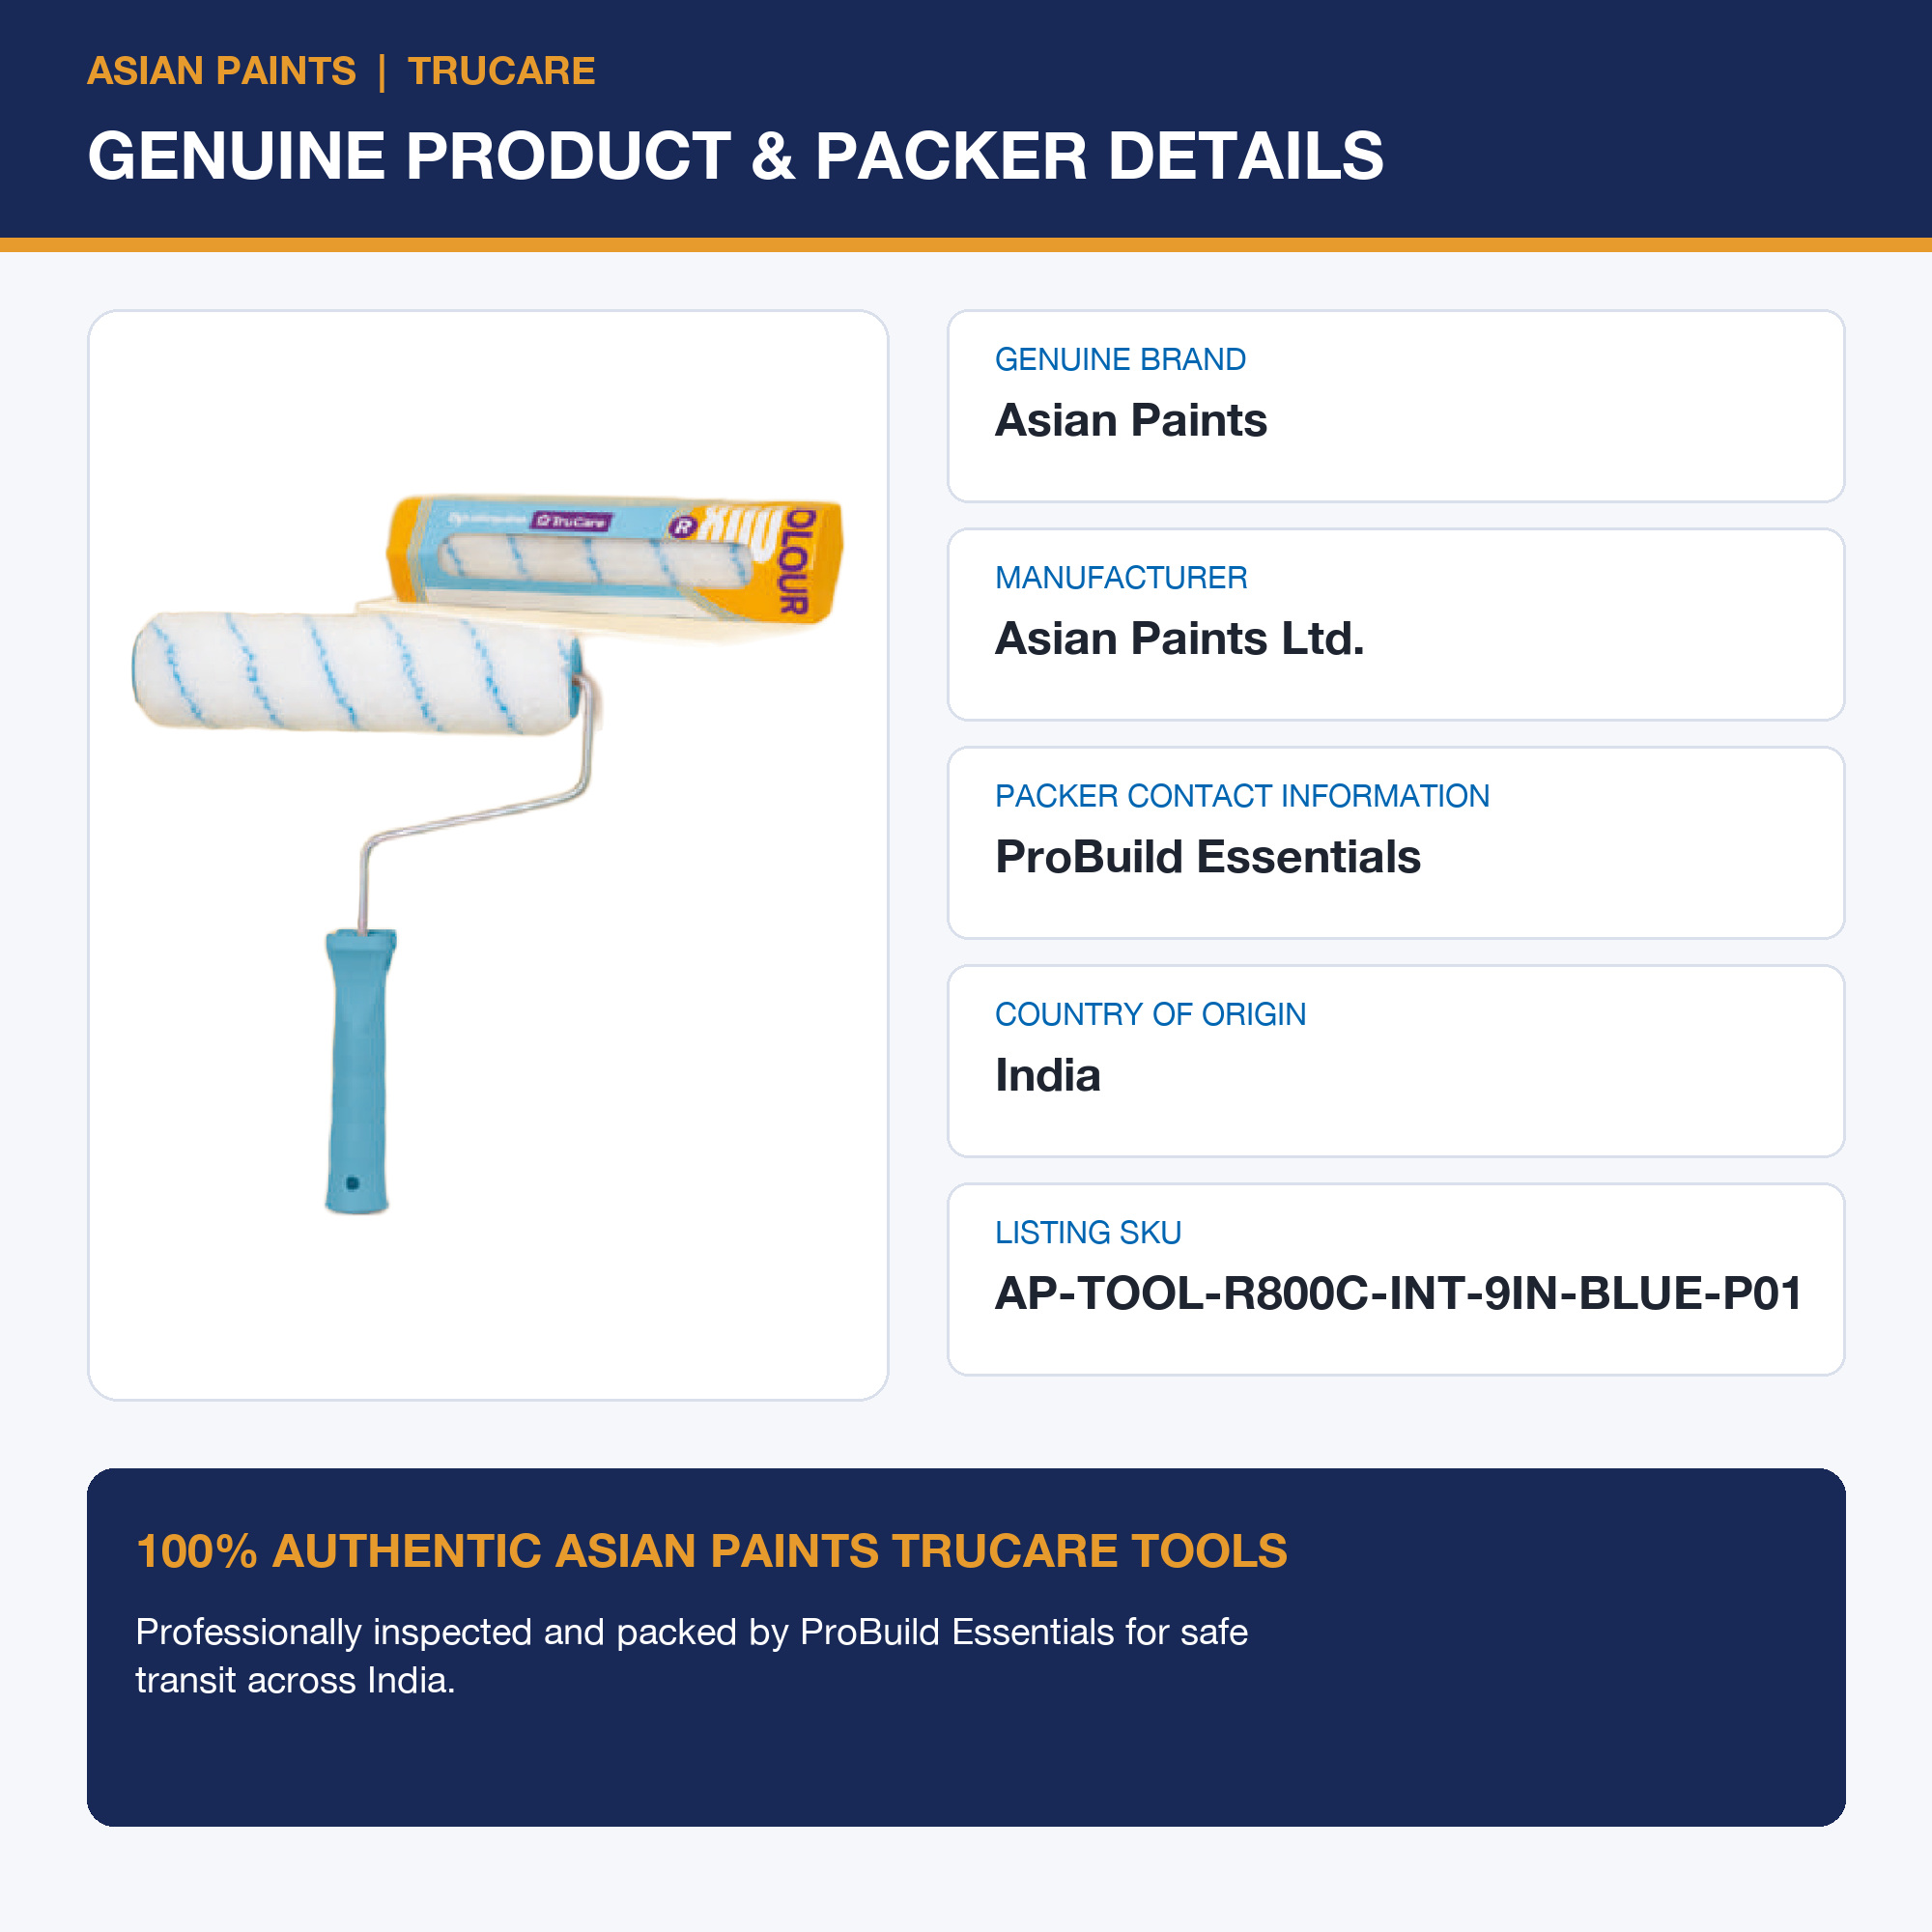 ASIAN PAINTS | TRUCARE
GENUINE PRODUCT & PACKER DETAILS
TruCare
R
OLOUR
GENUINE BRAND
Asian Paints
MANUFACTURER
Asian Paints Ltd.
PACKER CONTACT INFORMATION
ProBuild Essentials
COUNTRY OF ORIGIN
India
LISTING SKU
AP-TOOL-R800C-INT-9IN-BLUE-P01
100% AUTHENTIC ASIAN PAINTS TRUCARE TOOLS
Professionally inspected and packed by ProBuild Essentials for safe
transit across India.